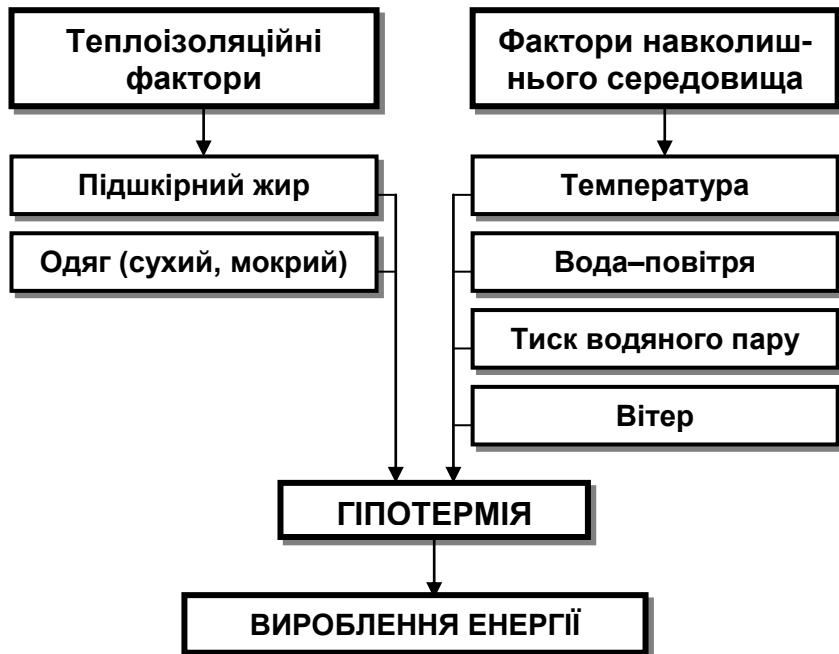 Теплоізоляційні
фактори
Фактори навколиш-
нього середовища
Підшкірний жир
Температура
Одяг (сухий, мокрий)
Вода–повітря
Тиск водяного пару
Вітер
ГІПОТЕРМІЯ
ВИРОБЛЕННЯ ЕНЕРГІЇ